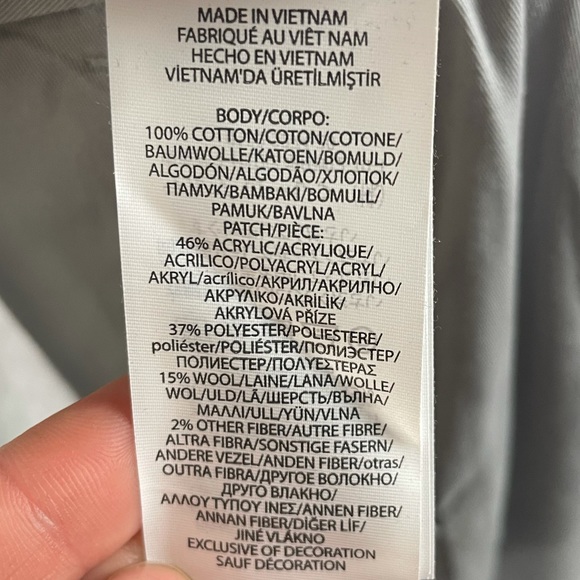 MADE IN VIETNAM
FABRIQUÉ AU VIÊT NAM
HECHO EN VIETNAM
VİETNAM'DA ÜRETİLMİŞTİR
BODY/CORPO:
100% COTTON/COTON/COTONE/
BAUMWOLLE/KATOEN/BOMULD/
ALGODÓN/ALGODÃO/ХЛОПОК/
ПАМУК/BAMBAKI/BOMULL/
PAMUK/BAVLNA
PATCH/PIÈCE:
46% ACRYLIC/ACRYLIQUE/
ACRILICO/POLYACRYL/ACRYL/
AKRYL/acrílico/АКРИЛ/АКРИЛНО/
ΑΚΡΥΛΙΚΟ/AKRİLİK/
AKRYLOVÁ PŘÍZE
37% POLYESTER/POLIESTERE/
poliéster/POLIÉSTER/ПОЛИЭСТЕР/
ПОЛИЕСТЕР/ΠΟΛΥΕΣΤΕΡΑΣ
15% WOOL/LAINE/LANA/WOLLE/
WOL/ULD/LÃ/ШЕРСТЬ/ВЪЛНА/
ΜΑΛΛΙ/ULL/YÜN/VLNA
2% OTHER FIBER/AUTRE FIBRE/
ALTRA FIBRA/SONSTIGE FASERN/
ANDERE VEZEL/ANDEN FIBER/otras/
OUTRA FIBRA/ДРУГОЕ ВОЛОКНО/
ДРУГО ВЛАКНО/
ΑΛΛΟΥ ΤΥΠΟΥ ΙΝΕΣ/ANNEN FIBER/
ANNAN FIBER/DİĞER LİF/
JINÉ VLÁKNO
EXCLUSIVE OF DECORATION
SAUF DÉCORATION